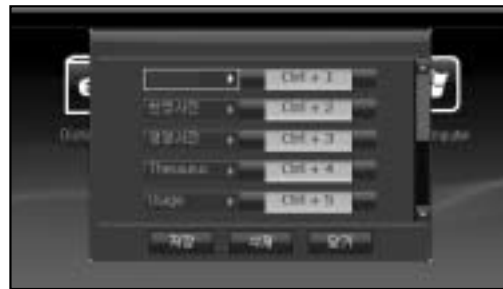 Ctrl + 1
한영사전 Ctrl + 2
영영사전 Ctrl + 3
Thesaurus Ctrl + 4
Usage Ctrl + 5
저장 삭제 닫기